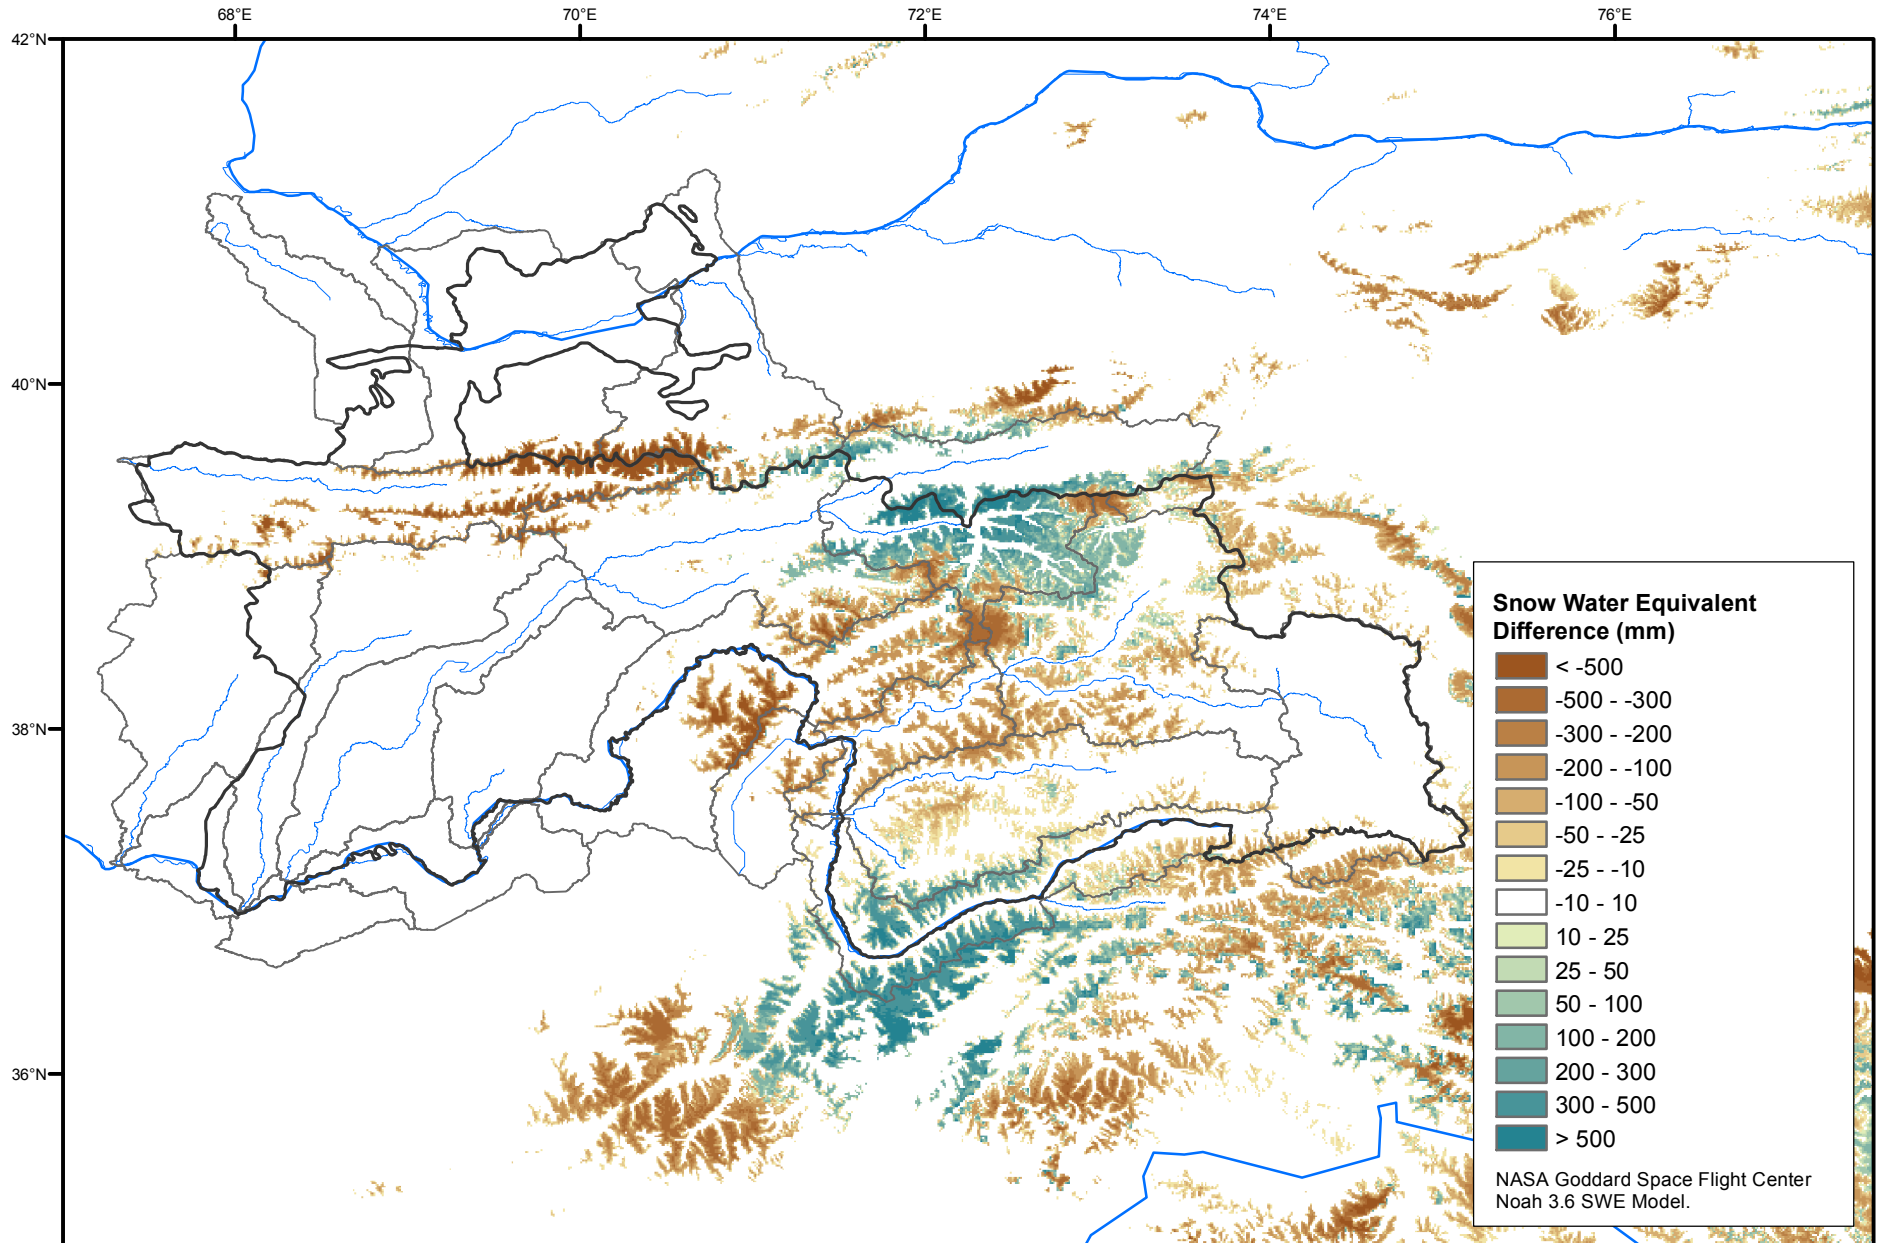 68°E
70°E
72°E
74°E
76°E
42°N
40°N
38°N
36°N
Snow Water Equivalent
Difference (mm)
< -500
-500 - -300
-300 - -200
-200 - -100
-100 - -50
-50 - -25
-25 - -10
-10 - 10
10 - 25
25 - 50
50 - 100
100 - 200
200 - 300
300 - 500
> 500
NASA Goddard Space Flight Center
Noah 3.6 SWE Model.